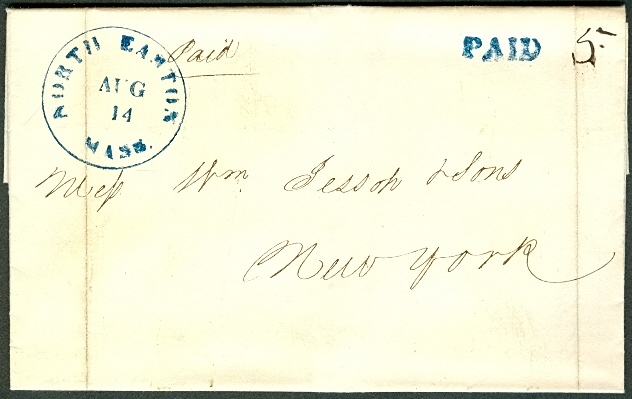 NORTH EASTON
AUG
14
MASS.
Paid
PAID 5
Mess Wm. Jessop & Sons
New York